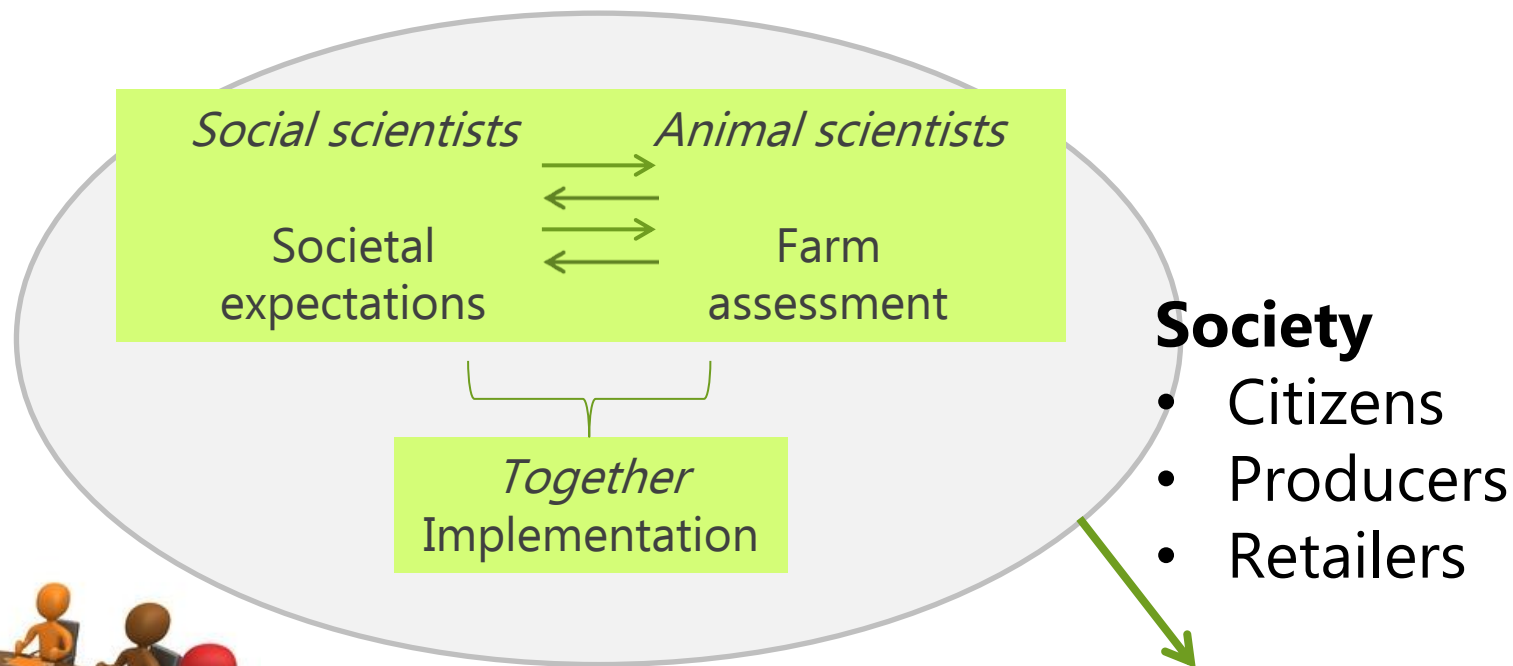 Social scientists
Animal scientists
Societal
expectations
Farm
assessment
Together
Implementation
Society
• Citizens
• Producers
• Retailers